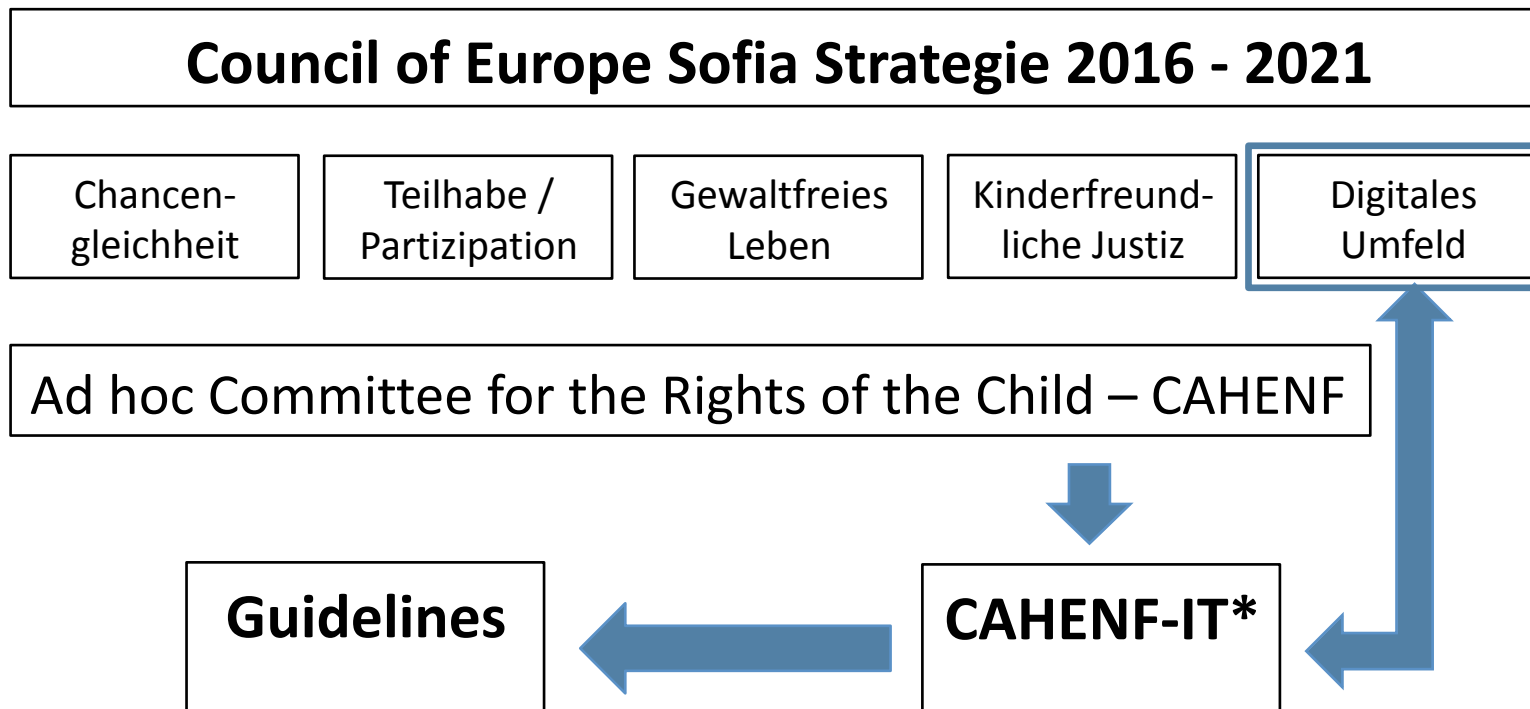 Council of Europe Sofia Strategie 2016 - 2021
Chancen-
gleichheit
Teilhabe /
Partizipation
Gewaltfreies
Leben
Kinderfreund-
liche Justiz
Digitales
Umfeld
Ad hoc Committee for the Rights of the Child – CAHENF
Guidelines
CAHENF-IT*